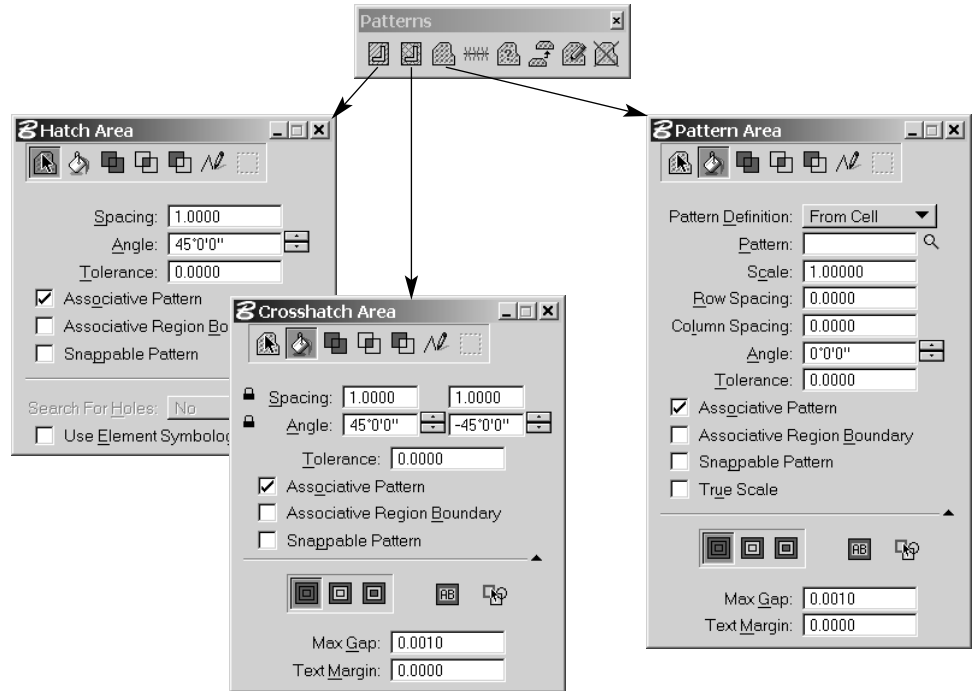 Patterns
Hatch Area
Spacing: 1.0000
Angle: 45°0'0"
Tolerance: 0.0000
Associative Pattern
Associative Region Bo
Snappable Pattern
Search For Holes: No
Use Element Symbolog
Crosshatch Area
Spacing: 1.0000 1.0000
Angle: 45°0'0" -45°0'0"
Tolerance: 0.0000
Associative Pattern
Associative Region Boundary
Snappable Pattern
AB
Max Gap: 0.0010
Text Margin: 0.0000
Pattern Area
Pattern Definition: From Cell
Pattern:
Scale: 1.00000
Row Spacing: 0.0000
Column Spacing: 0.0000
Angle: 0°0'0"
Tolerance: 0.0000
Associative Pattern
Associative Region Boundary
Snappable Pattern
True Scale
AB
Max Gap: 0.0010
Text Margin: 0.0000